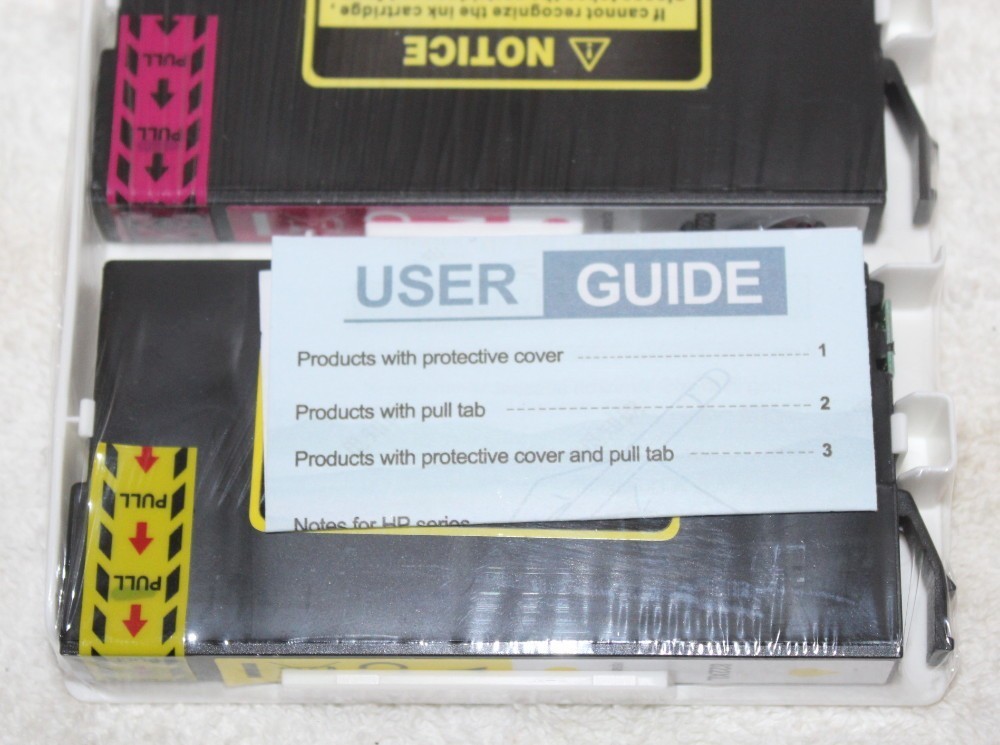 If cannot recognize the ink cartridge,
NOTICE
PULL
PULL
USER GUIDE
Products with protective cover ---------- 1
Products with pull tab ---------- 2
Products with protective cover and pull tab ---------- 3
Notes for HP series
PULL
PULL